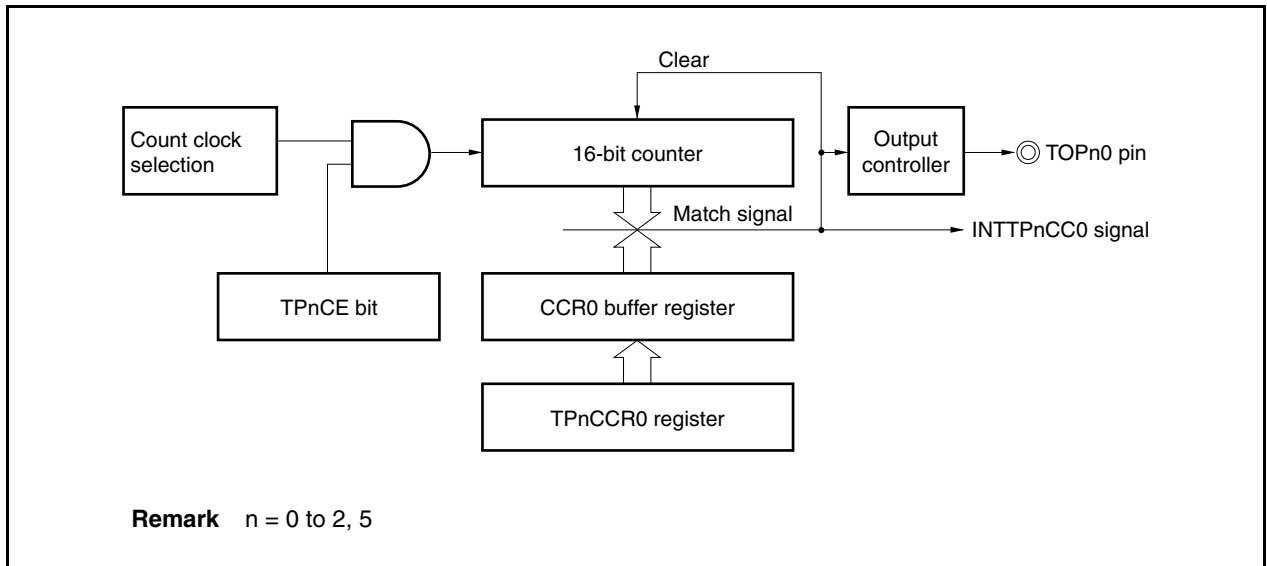 Clear
Count clock
selection
16-bit counter
Output
controller
TOPn0 pin
Match signal
INTTPnCC0 signal
TPnCE bit
CCR0 buffer register
TPnCCR0 register
Remark n = 0 to 2, 5